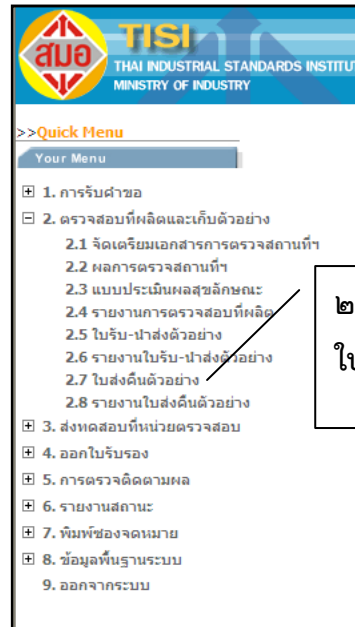 สมอ
TISI
THAI INDUSTRIAL STANDARDS INSTITUT
MINISTRY OF INDUSTRY
>>Quick Menu
Your Menu
1. การรับคำขอ
2. ตรวจสอบที่ผลิตและเก็บตัวอย่าง
2.1 จัดเตรียมเอกสารการตรวจสถานที่ฯ
2.2 ผลการตรวจสถานที่ฯ
2.3 แบบประเมินผลสุขลักษณะ
2.4 รายงานการตรวจสอบที่ผลิต
2.5 ใบรับ-นำส่งตัวอย่าง
2.6 รายงานใบรับ-นำส่งตัวอย่าง
2.7 ใบส่งคืนตัวอย่าง
2.8 รายงานใบส่งคืนตัวอย่าง
3. ส่งทดสอบที่หน่วยตรวจสอบ
4. ออกใบรับรอง
5. การตรวจติดตามผล
6. รายงานสถานะ
7. พิมพ์ซองจดหมาย
8. ข้อมูลพื้นฐานระบบ
9. ออกจากระบบ
๒
ใบ